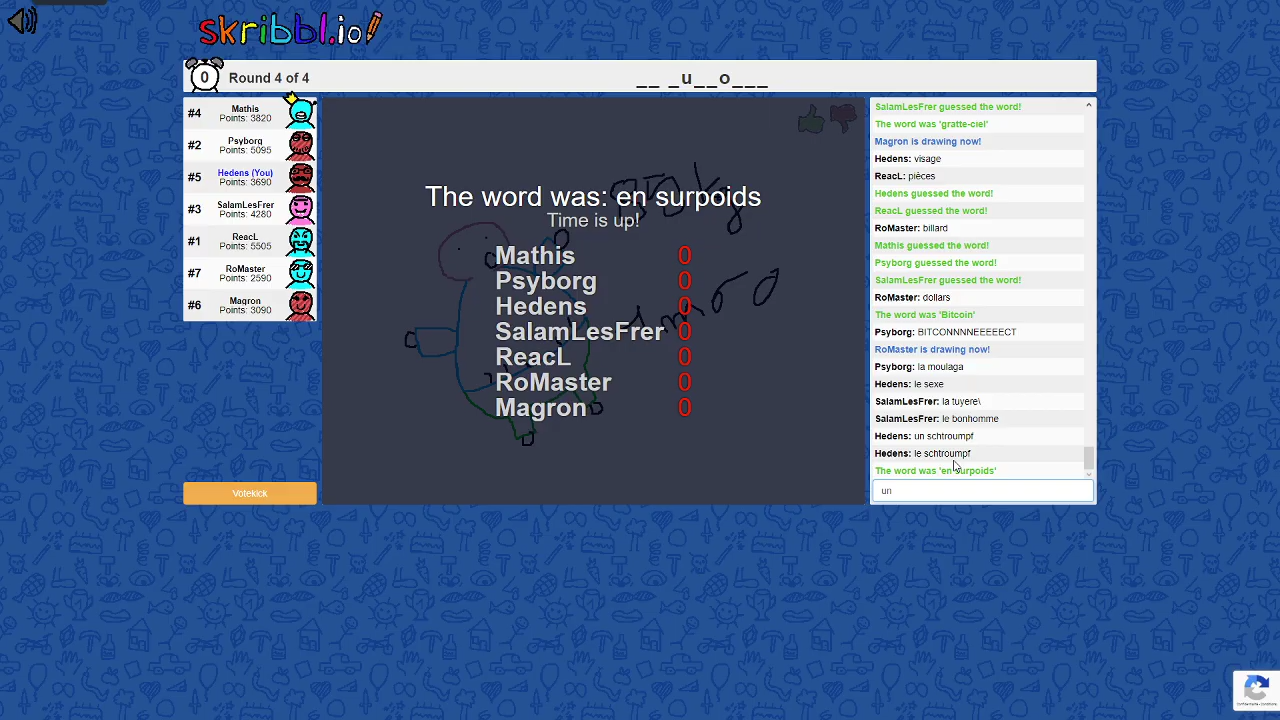 skribbl.io
0
Round 4 of 4
__ _u__o___
#4
Mathis
Points: 3820
#2
Psyborg
Points: 5095
#5
Hedens (You)
Points: 3690
#3
SalamLesFrer
Points: 4280
#1
ReacL
Points: 5505
#7
RoMaster
Points: 2590
#6
Magron
Points: 3090
Votekick
The word was: en surpoids
Time is up!
Mathis 0
Psyborg 0
Hedens 0
SalamLesFrer 0
ReacL 0
RoMaster 0
Magron 0
SalamLesFrer guessed the word!
The word was 'gratte-ciel'
Magron is drawing now!
Hedens: visage
ReacL: pièces
Hedens guessed the word!
ReacL guessed the word!
RoMaster: billard
Mathis guessed the word!
Psyborg guessed the word!
SalamLesFrer guessed the word!
RoMaster: dollars
The word was 'Bitcoin'
Psyborg: BITCONNNNEEEEECT
RoMaster is drawing now!
Psyborg: la moulaga
Hedens: le sexe
SalamLesFrer: la tuyere\
SalamLesFrer: le bonhomme
Hedens: un schtroumpf
Hedens: le schtroumpf
The word was 'en surpoids'
un